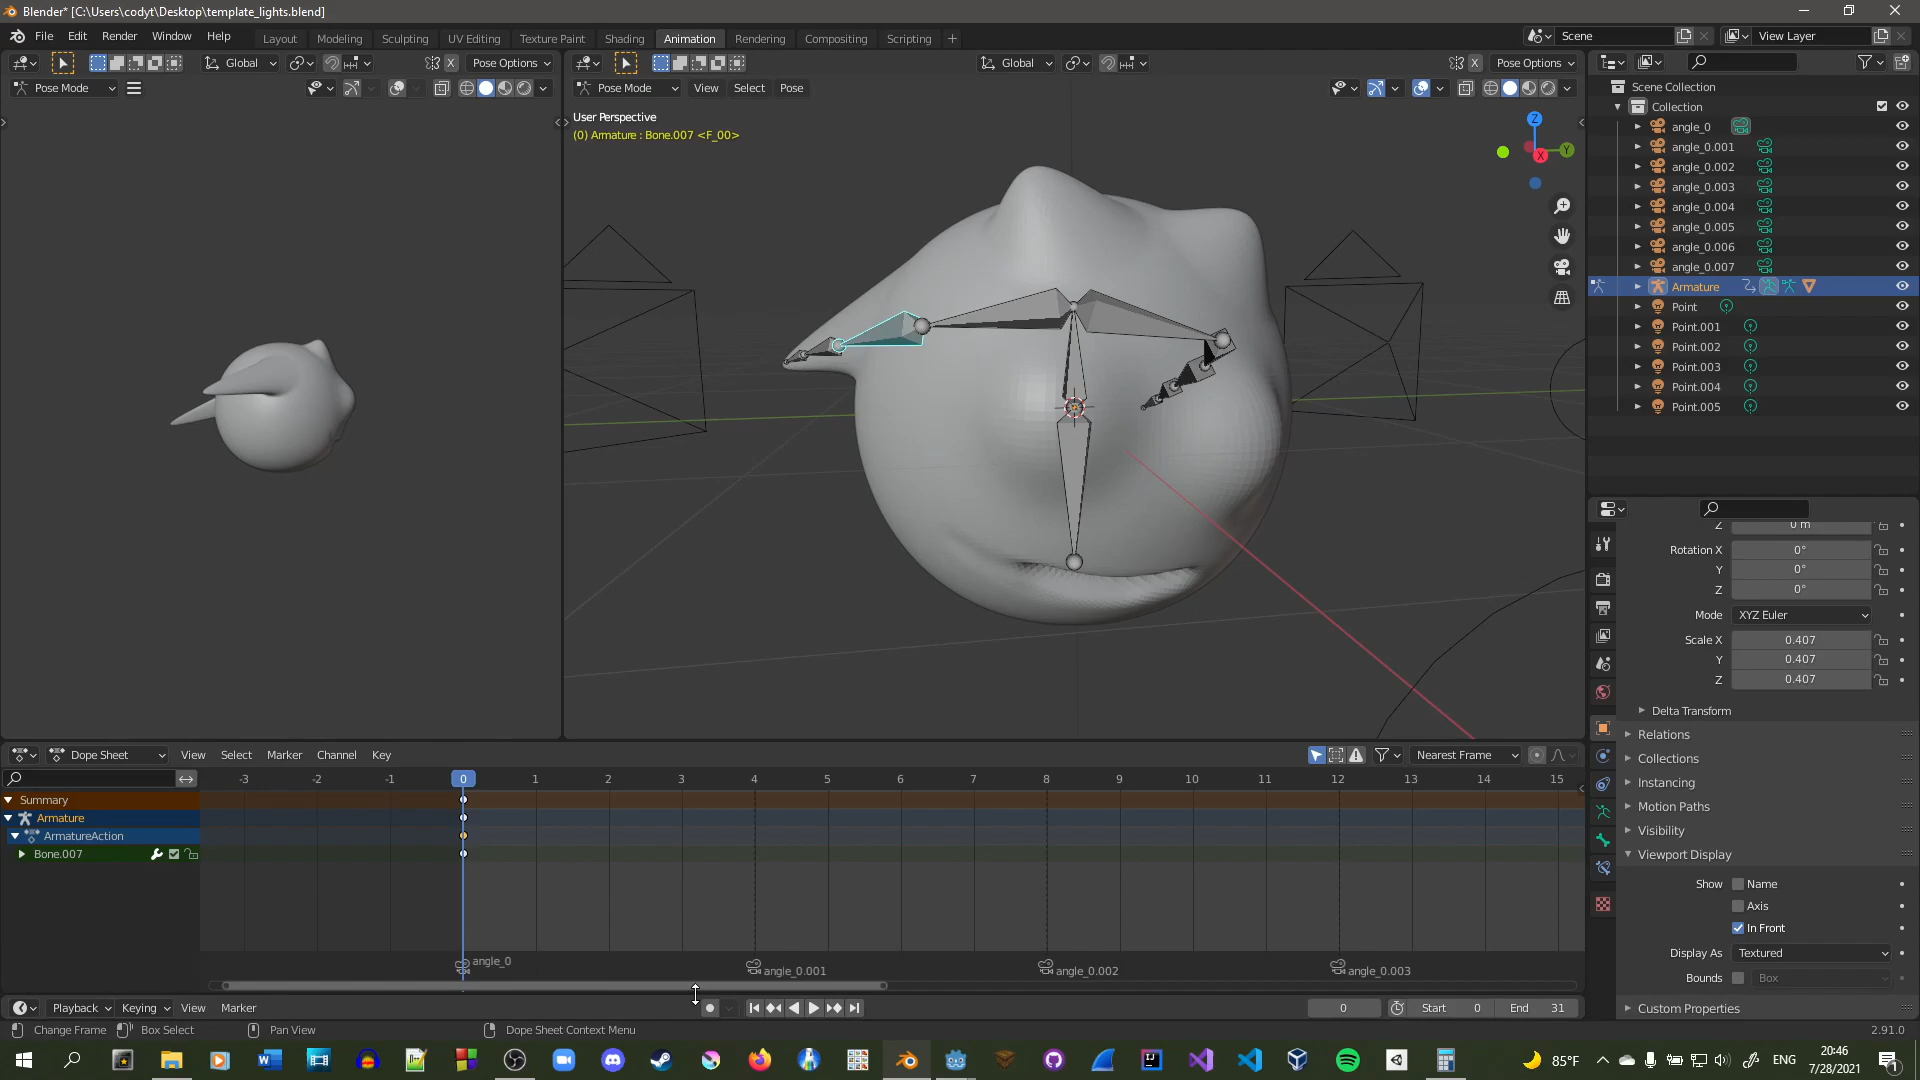 Blender* [C:\Users\codyt\Desktop\template_lights.blend]
File Edit Render Window Help
Layout Modeling Sculpting UV Editing Texture Paint Shading Animation Rendering Compositing Scripting
Scene
View Layer
Global
Pose Options
Global
Pose Options
Pose Mode
Pose Mode View Select Pose
User Perspective
(0) Armature : Bone.007 <F_00>
Z
Y
X
Scene Collection
Collection
angle_0
angle_0.001
angle_0.002
angle_0.003
angle_0.004
angle_0.005
angle_0.006
angle_0.007
Armature
Point
Point.001
Point.002
Point.003
Point.004
Point.005
Z 0 m
Rotation X 0°
Y 0°
Z 0°
Mode XYZ Euler
Scale X 0.407
Y 0.407
Z 0.407
Delta Transform
Relations
Collections
Instancing
Motion Paths
Visibility
Viewport Display
Show Name
Axis
In Front
Display As Textured
Bounds Box
Custom Properties
Dope Sheet View Select Marker Channel Key
Nearest Frame
-3 -2 -1 0 1 2 3 4 5 6 7 8 9 10 11 12 13 14 15
Summary
Armature
ArmatureAction
Bone.007
angle_0
angle_0.001
angle_0.002
angle_0.003
Playback Keying View Marker
0 Start 0 End 31
Change Frame Box Select Pan View Dope Sheet Context Menu
2.91.0
85°F
ENG
20:46
7/28/2021
1